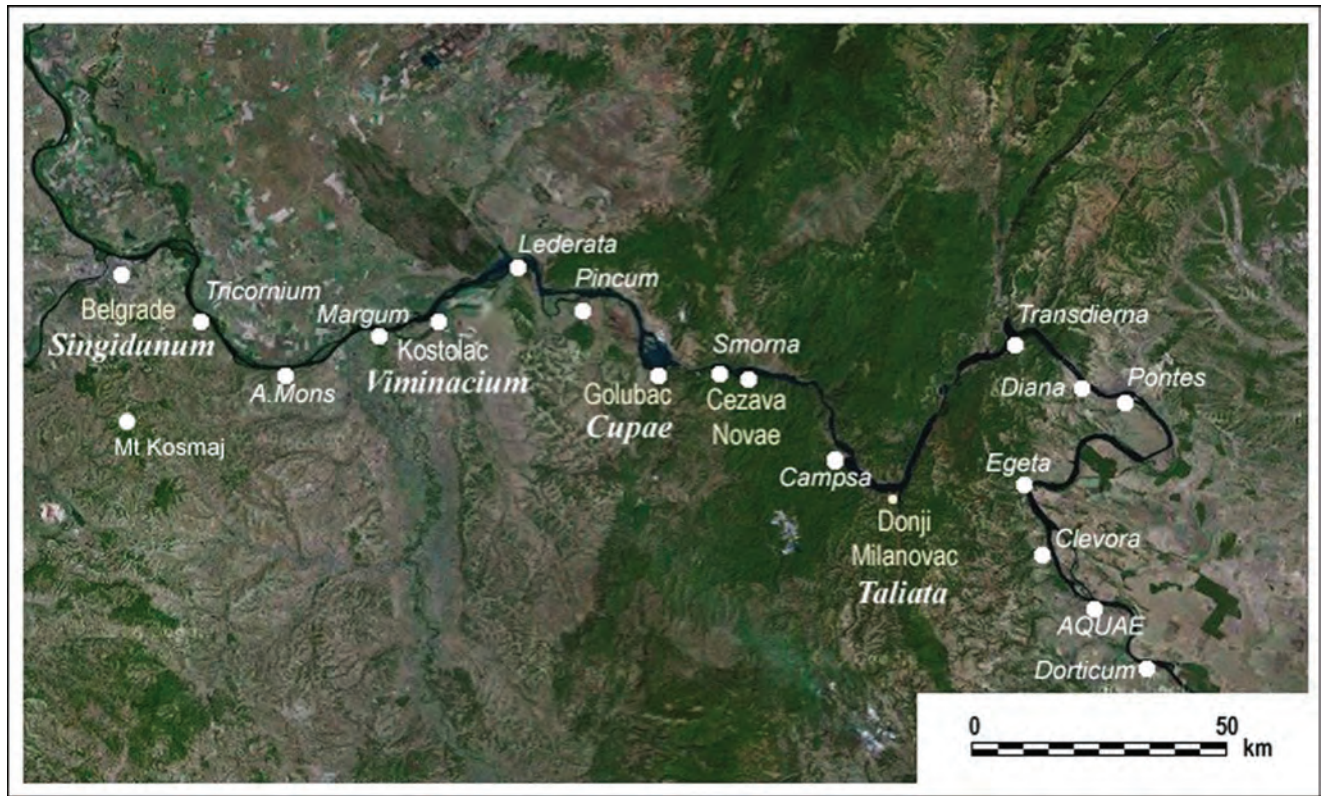 Lederata
Pincum
Tricornium
Belgrade
Singidunum
Margum
Kostolac
Viminacium
A.Mons
Mt Kosmaj
Golubac
Cupae
Smorna
Cezava
Novae
Campsa
Donji
Milanovac
Taliata
Transdierna
Diana
Pontes
Egeta
Clevora
AQUAE
Dorticum
0 50
km